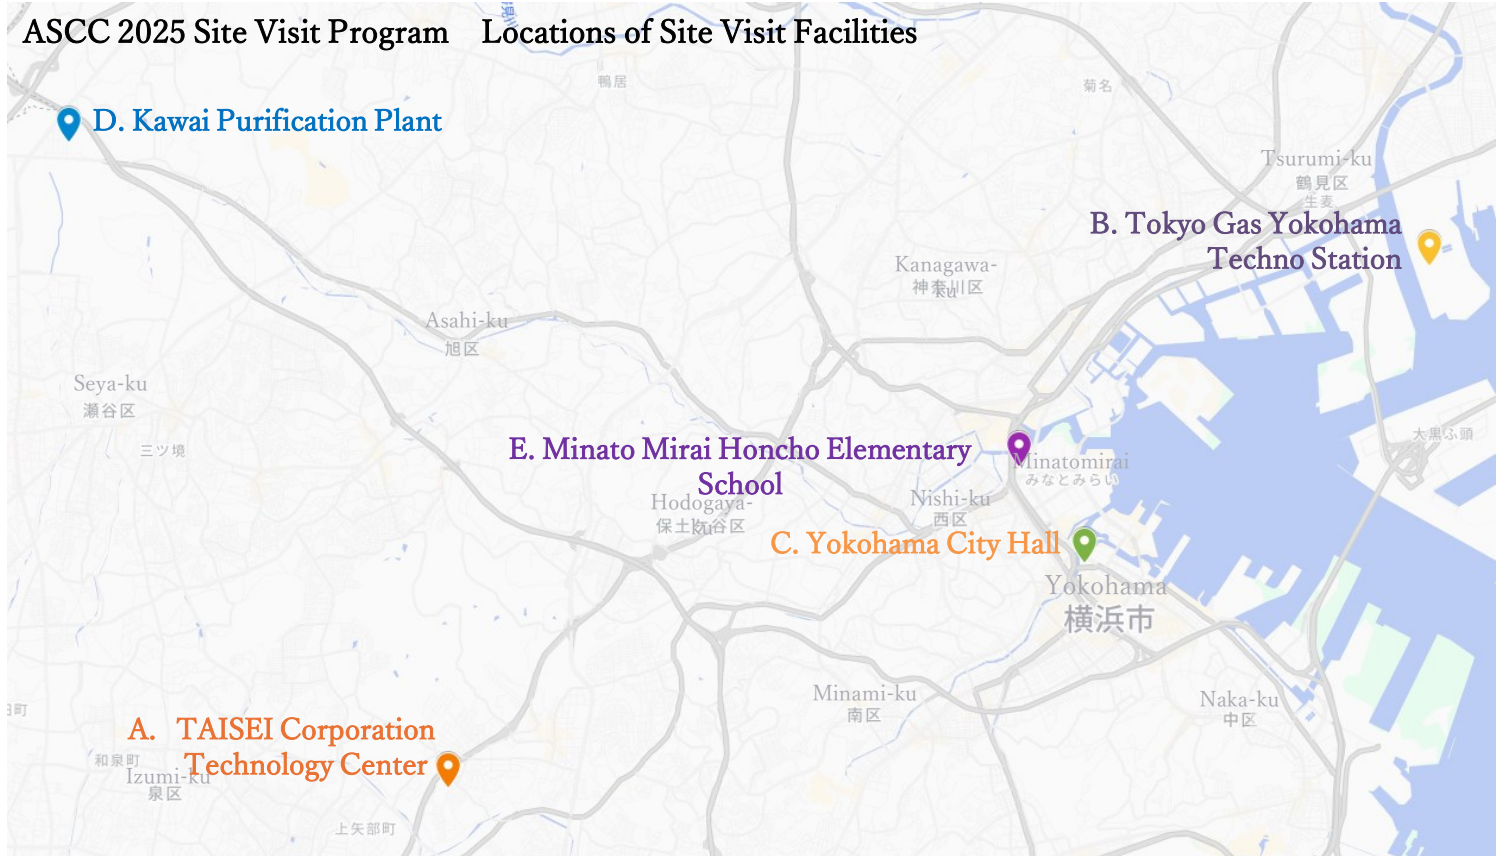 ASCC 2025 Site Visit Program Locations of Site Visit Facilities
鴨居
菊名
D. Kawai Purification Plant
Tsurumi-ku
鶴見区
生麦
B. Tokyo Gas Yokohama
Techno Station
Kanagawa-
ku
神奈川区
Asahi-ku
旭区
Seya-ku
瀬谷区
三ツ境
大黒ふ頭
E. Minato Mirai Honcho Elementary
School
Minatomirai
みなとみらい
Hodogaya-
ku
保土ケ谷区
Nishi-ku
西区
C. Yokohama City Hall
Yokohama
横浜市
Minami-ku
南区
Naka-ku
中区
A. TAISEI Corporation
Technology Center
和泉町
Izumi-ku
泉区
上矢部町